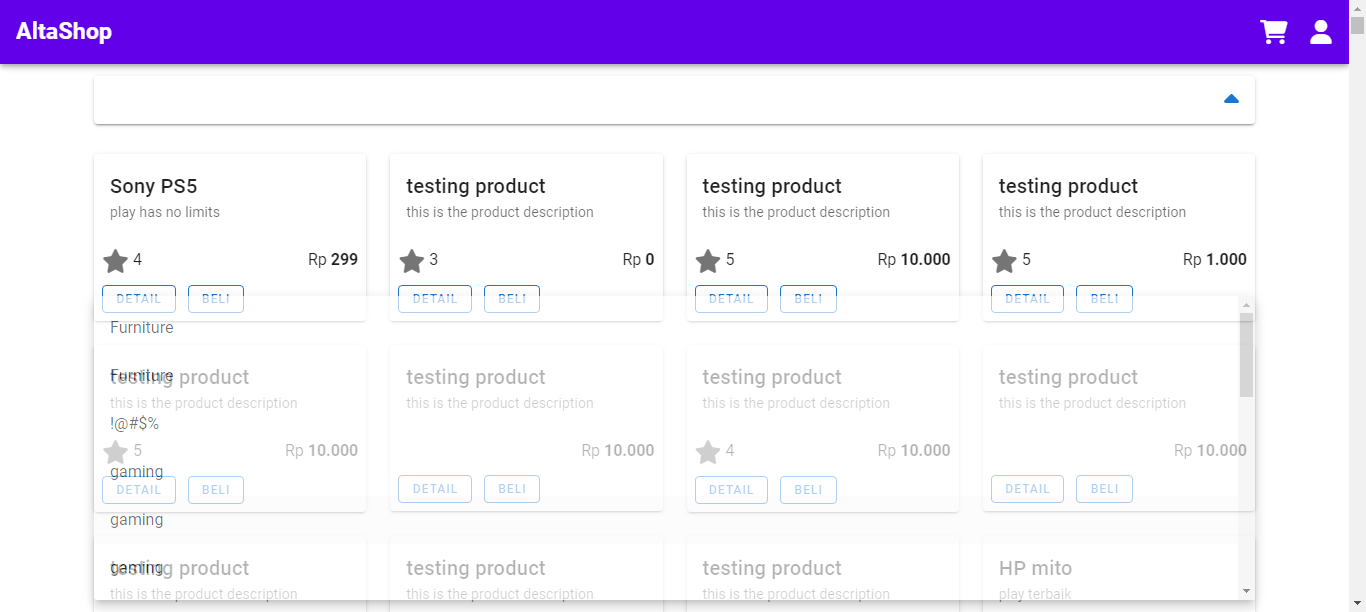 AltaShop
Sony PS5
play has no limits
4 Rp 299
DETAIL BELI
testing product
this is the product description
3 Rp 0
DETAIL BELI
testing product
this is the product description
5 Rp 10.000
DETAIL BELI
testing product
this is the product description
5 Rp 1.000
DETAIL BELI
Furniture
Furniture
!@#$%
gaming
gaming
gaming
testing product
this is the product description
5 Rp 10.000
DETAIL BELI
testing product
this is the product description
Rp 10.000
DETAIL BELI
testing product
this is the product description
4 Rp 10.000
DETAIL BELI
testing product
this is the product description
Rp 10.000
DETAIL BELI
testing product
this is the product description
testing product
this is the product description
testing product
this is the product description
HP mito
play terbaik